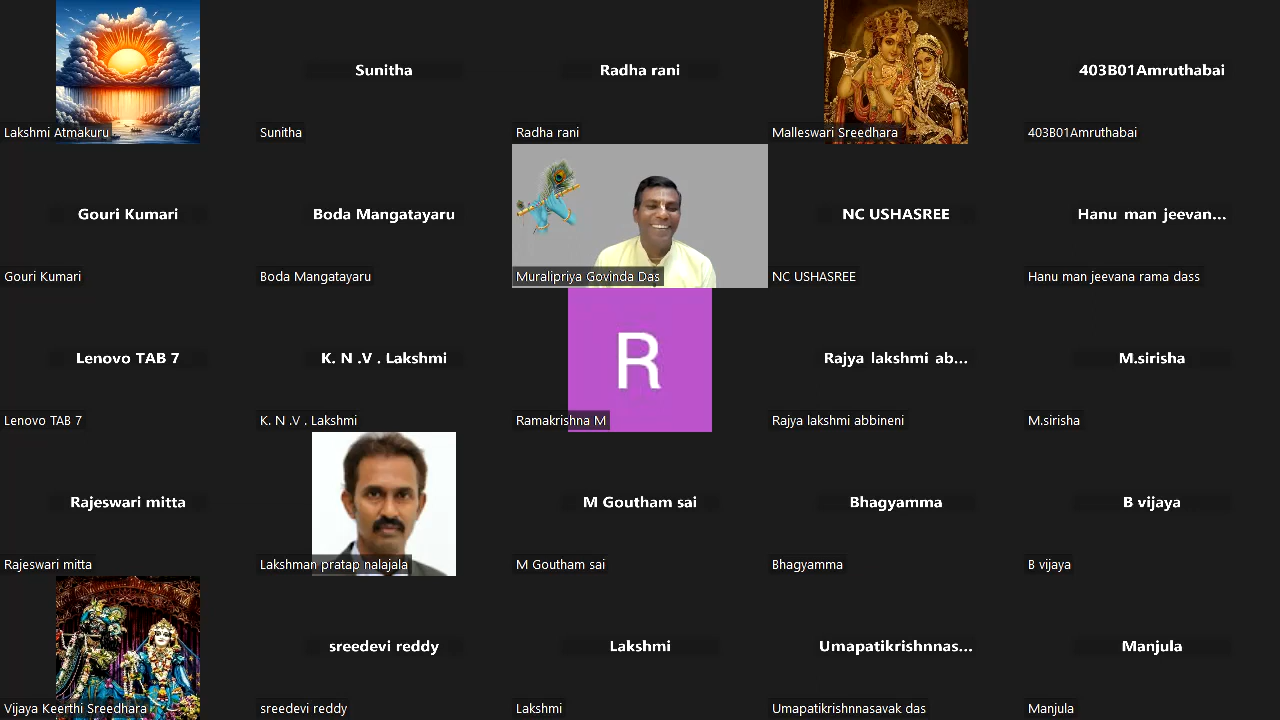 Lakshmi Atmakuru
Sunitha
Sunitha
Radha rani
Radha rani
Malleswari Sreedhara
403B01Amruthabai
403B01Amruthabai
Gouri Kumari
Gouri Kumari
Boda Mangatayaru
Boda Mangatayaru
Muralipriya Govinda Das
NC USHASREE
NC USHASREE
Hanu man jeevan...
Hanu man jeevana rama dass
Lenovo TAB 7
Lenovo TAB 7
K. N .V . Lakshmi
K. N .V . Lakshmi
R
Ramakrishna M
Rajya lakshmi ab...
Rajya lakshmi abbineni
M.sirisha
M.sirisha
Rajeswari mitta
Rajeswari mitta
Lakshman pratap nalajala
M Goutham sai
M Goutham sai
Bhagyamma
Bhagyamma
B vijaya
B vijaya
Vijaya Keerthi Sreedhara
sreedevi reddy
sreedevi reddy
Lakshmi
Lakshmi
Umapatikrishnnas...
Umapatikrishnnasavak das
Manjula
Manjula